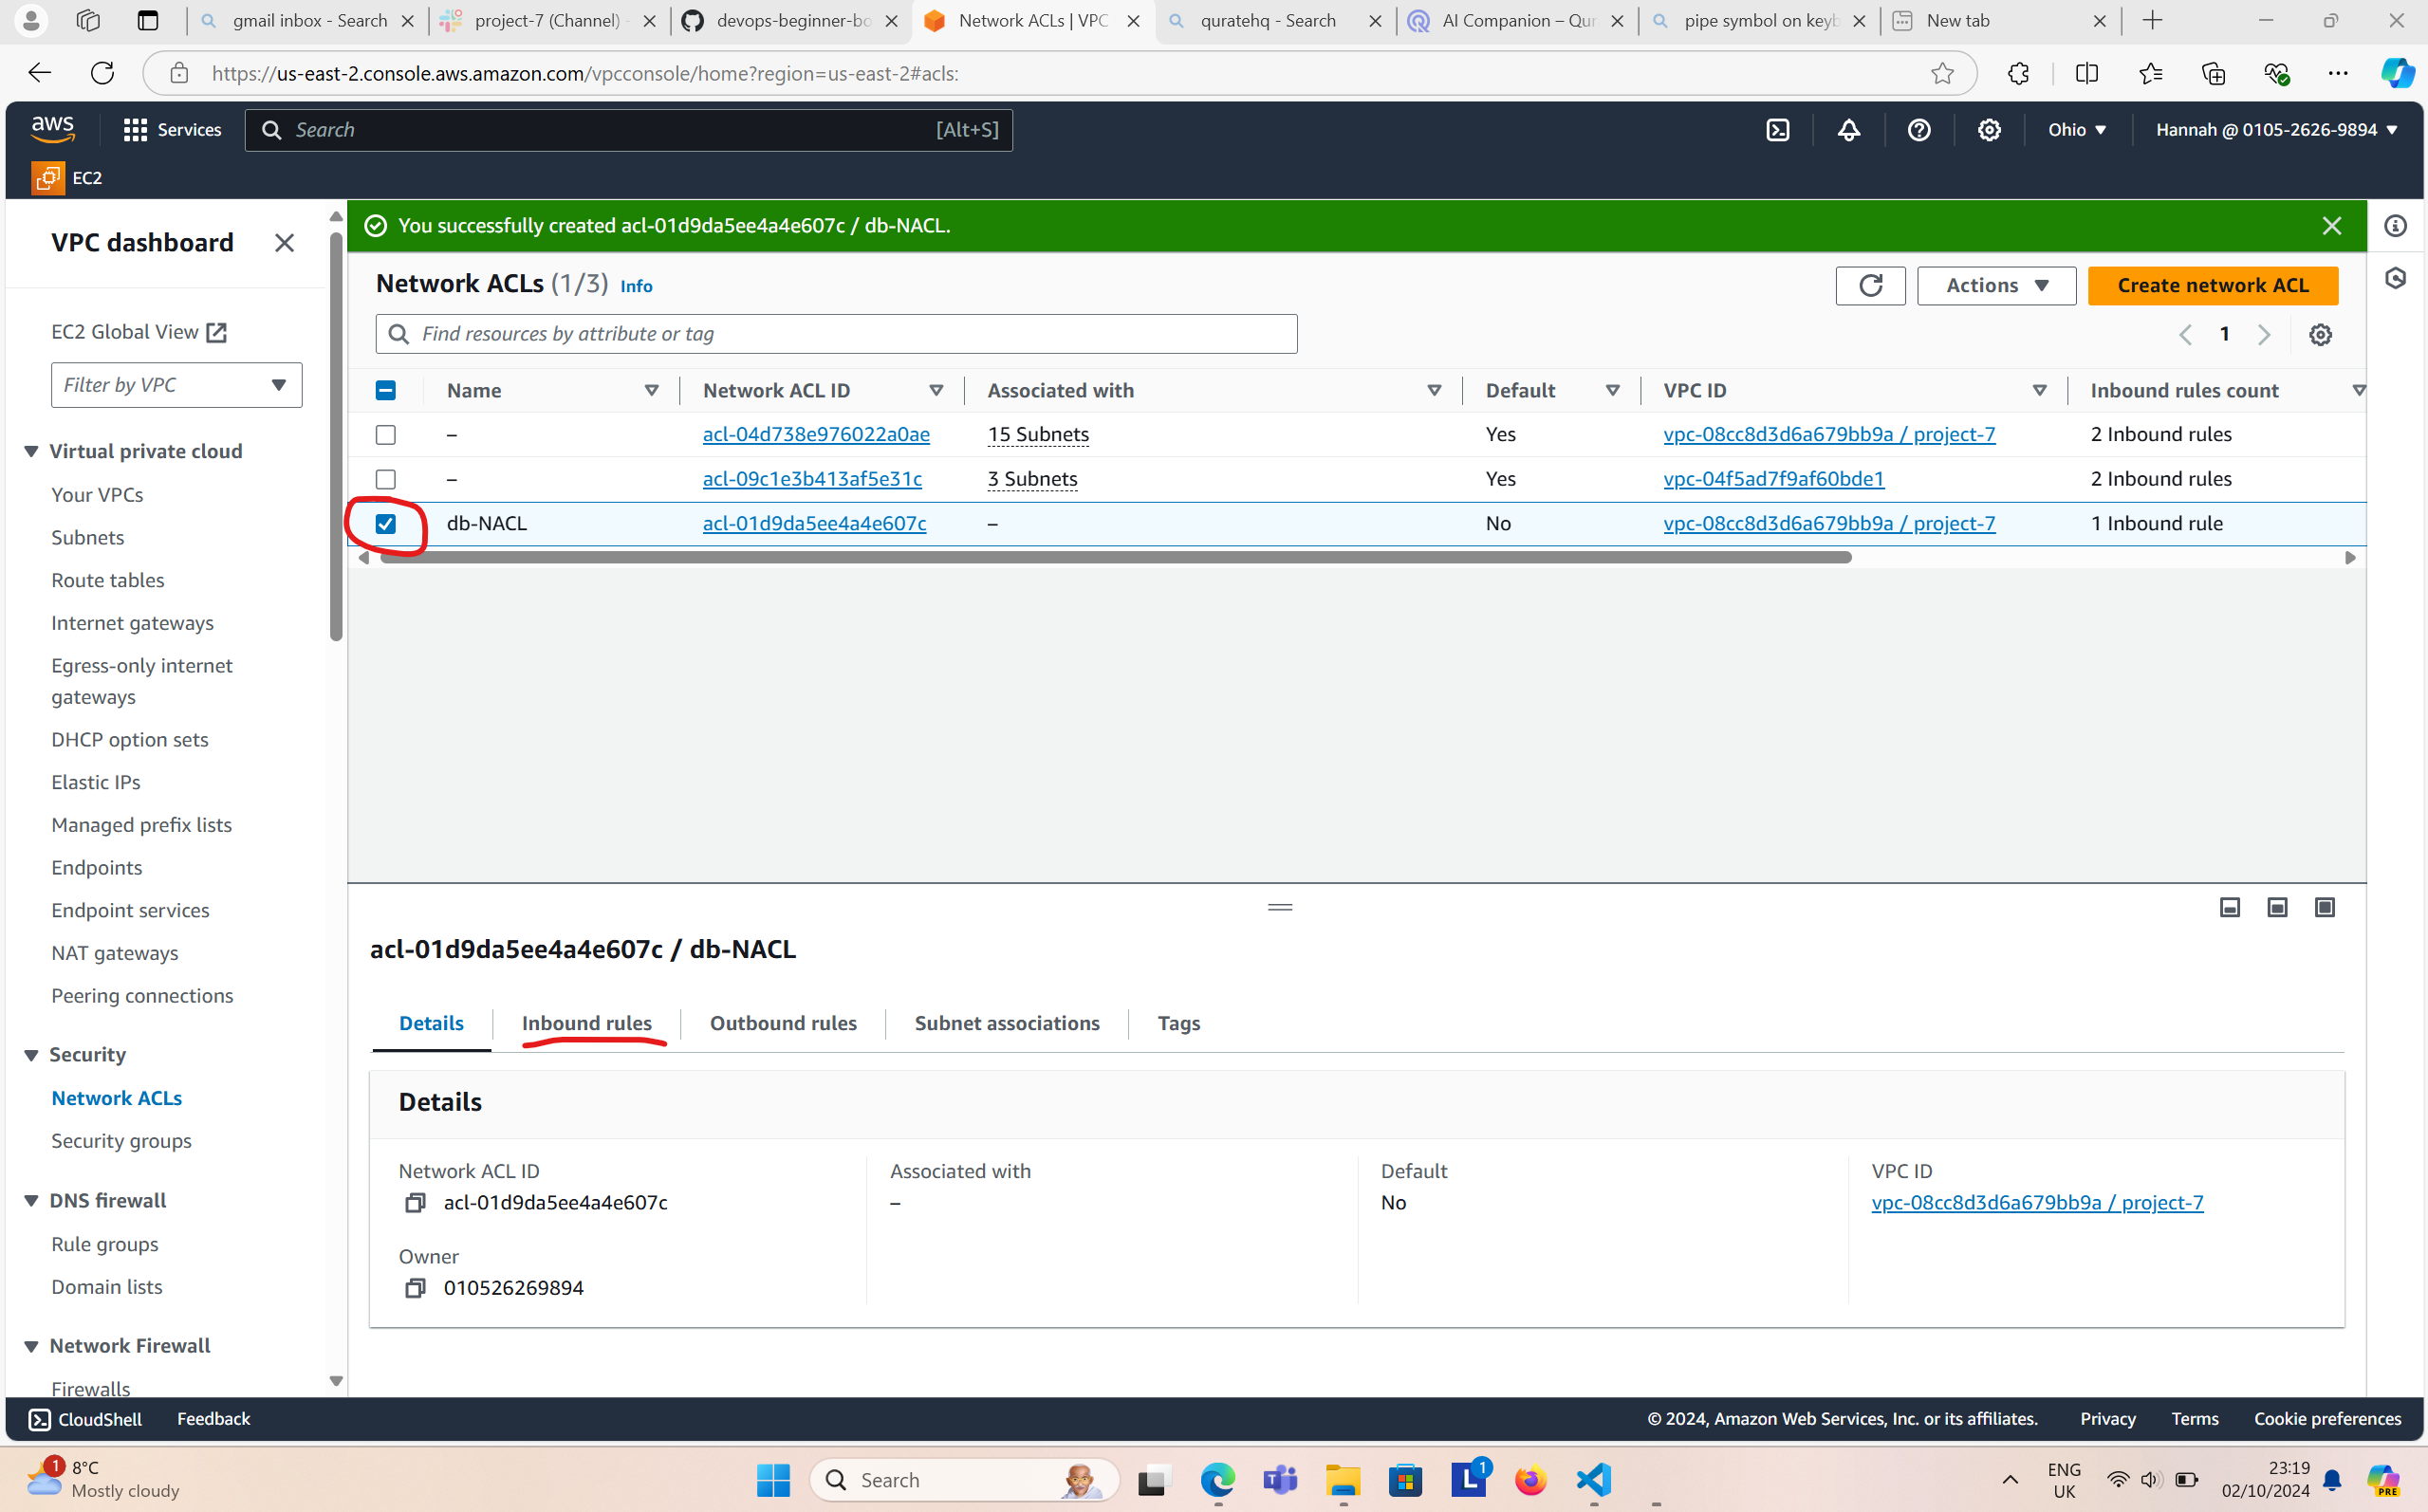 gmail inbox - Search
project-7 (Channel) -
devops-beginner-bo
Network ACLs | VPC
quratehq - Search
AI Companion – Qur
pipe symbol on keyb
New tab
https://us-east-2.console.aws.amazon.com/vpcconsole/home?region=us-east-2#acls:
aws
Services
Search
[Alt+S]
Ohio
Hannah @ 0105-2626-9894
EC2
VPC dashboard
EC2 Global View
Filter by VPC
Virtual private cloud
Your VPCs
Subnets
Route tables
Internet gateways
Egress-only internet
gateways
DHCP option sets
Elastic IPs
Managed prefix lists
Endpoints
Endpoint services
NAT gateways
Peering connections
Security
Network ACLs
Security groups
DNS firewall
Rule groups
Domain lists
Network Firewall
Firewalls
You successfully created acl-01d9da5ee4a4e607c / db-NACL.
Network ACLs (1/3) Info
Actions
Create network ACL
Find resources by attribute or tag
1
Name Network ACL ID Associated with Default VPC ID Inbound rules count
– acl-04d738e976022a0ae 15 Subnets Yes vpc-08cc8d3d6a679bb9a / project-7 2 Inbound rules
– acl-09c1e3b413af5e31c 3 Subnets Yes vpc-04f5ad7f9af60bde1 2 Inbound rules
db-NACL acl-01d9da5ee4a4e607c – No vpc-08cc8d3d6a679bb9a / project-7 1 Inbound rule
acl-01d9da5ee4a4e607c / db-NACL
Details Inbound rules Outbound rules Subnet associations Tags
Details
Network ACL ID
acl-01d9da5ee4a4e607c
Associated with
–
Default
No
VPC ID
vpc-08cc8d3d6a679bb9a / project-7
Owner
010526269894
CloudShell Feedback
© 2024, Amazon Web Services, Inc. or its affiliates. Privacy Terms Cookie preferences
1
8°C
Mostly cloudy
Search
T
L
1
ENG
UK
23:19
02/10/2024
PRE